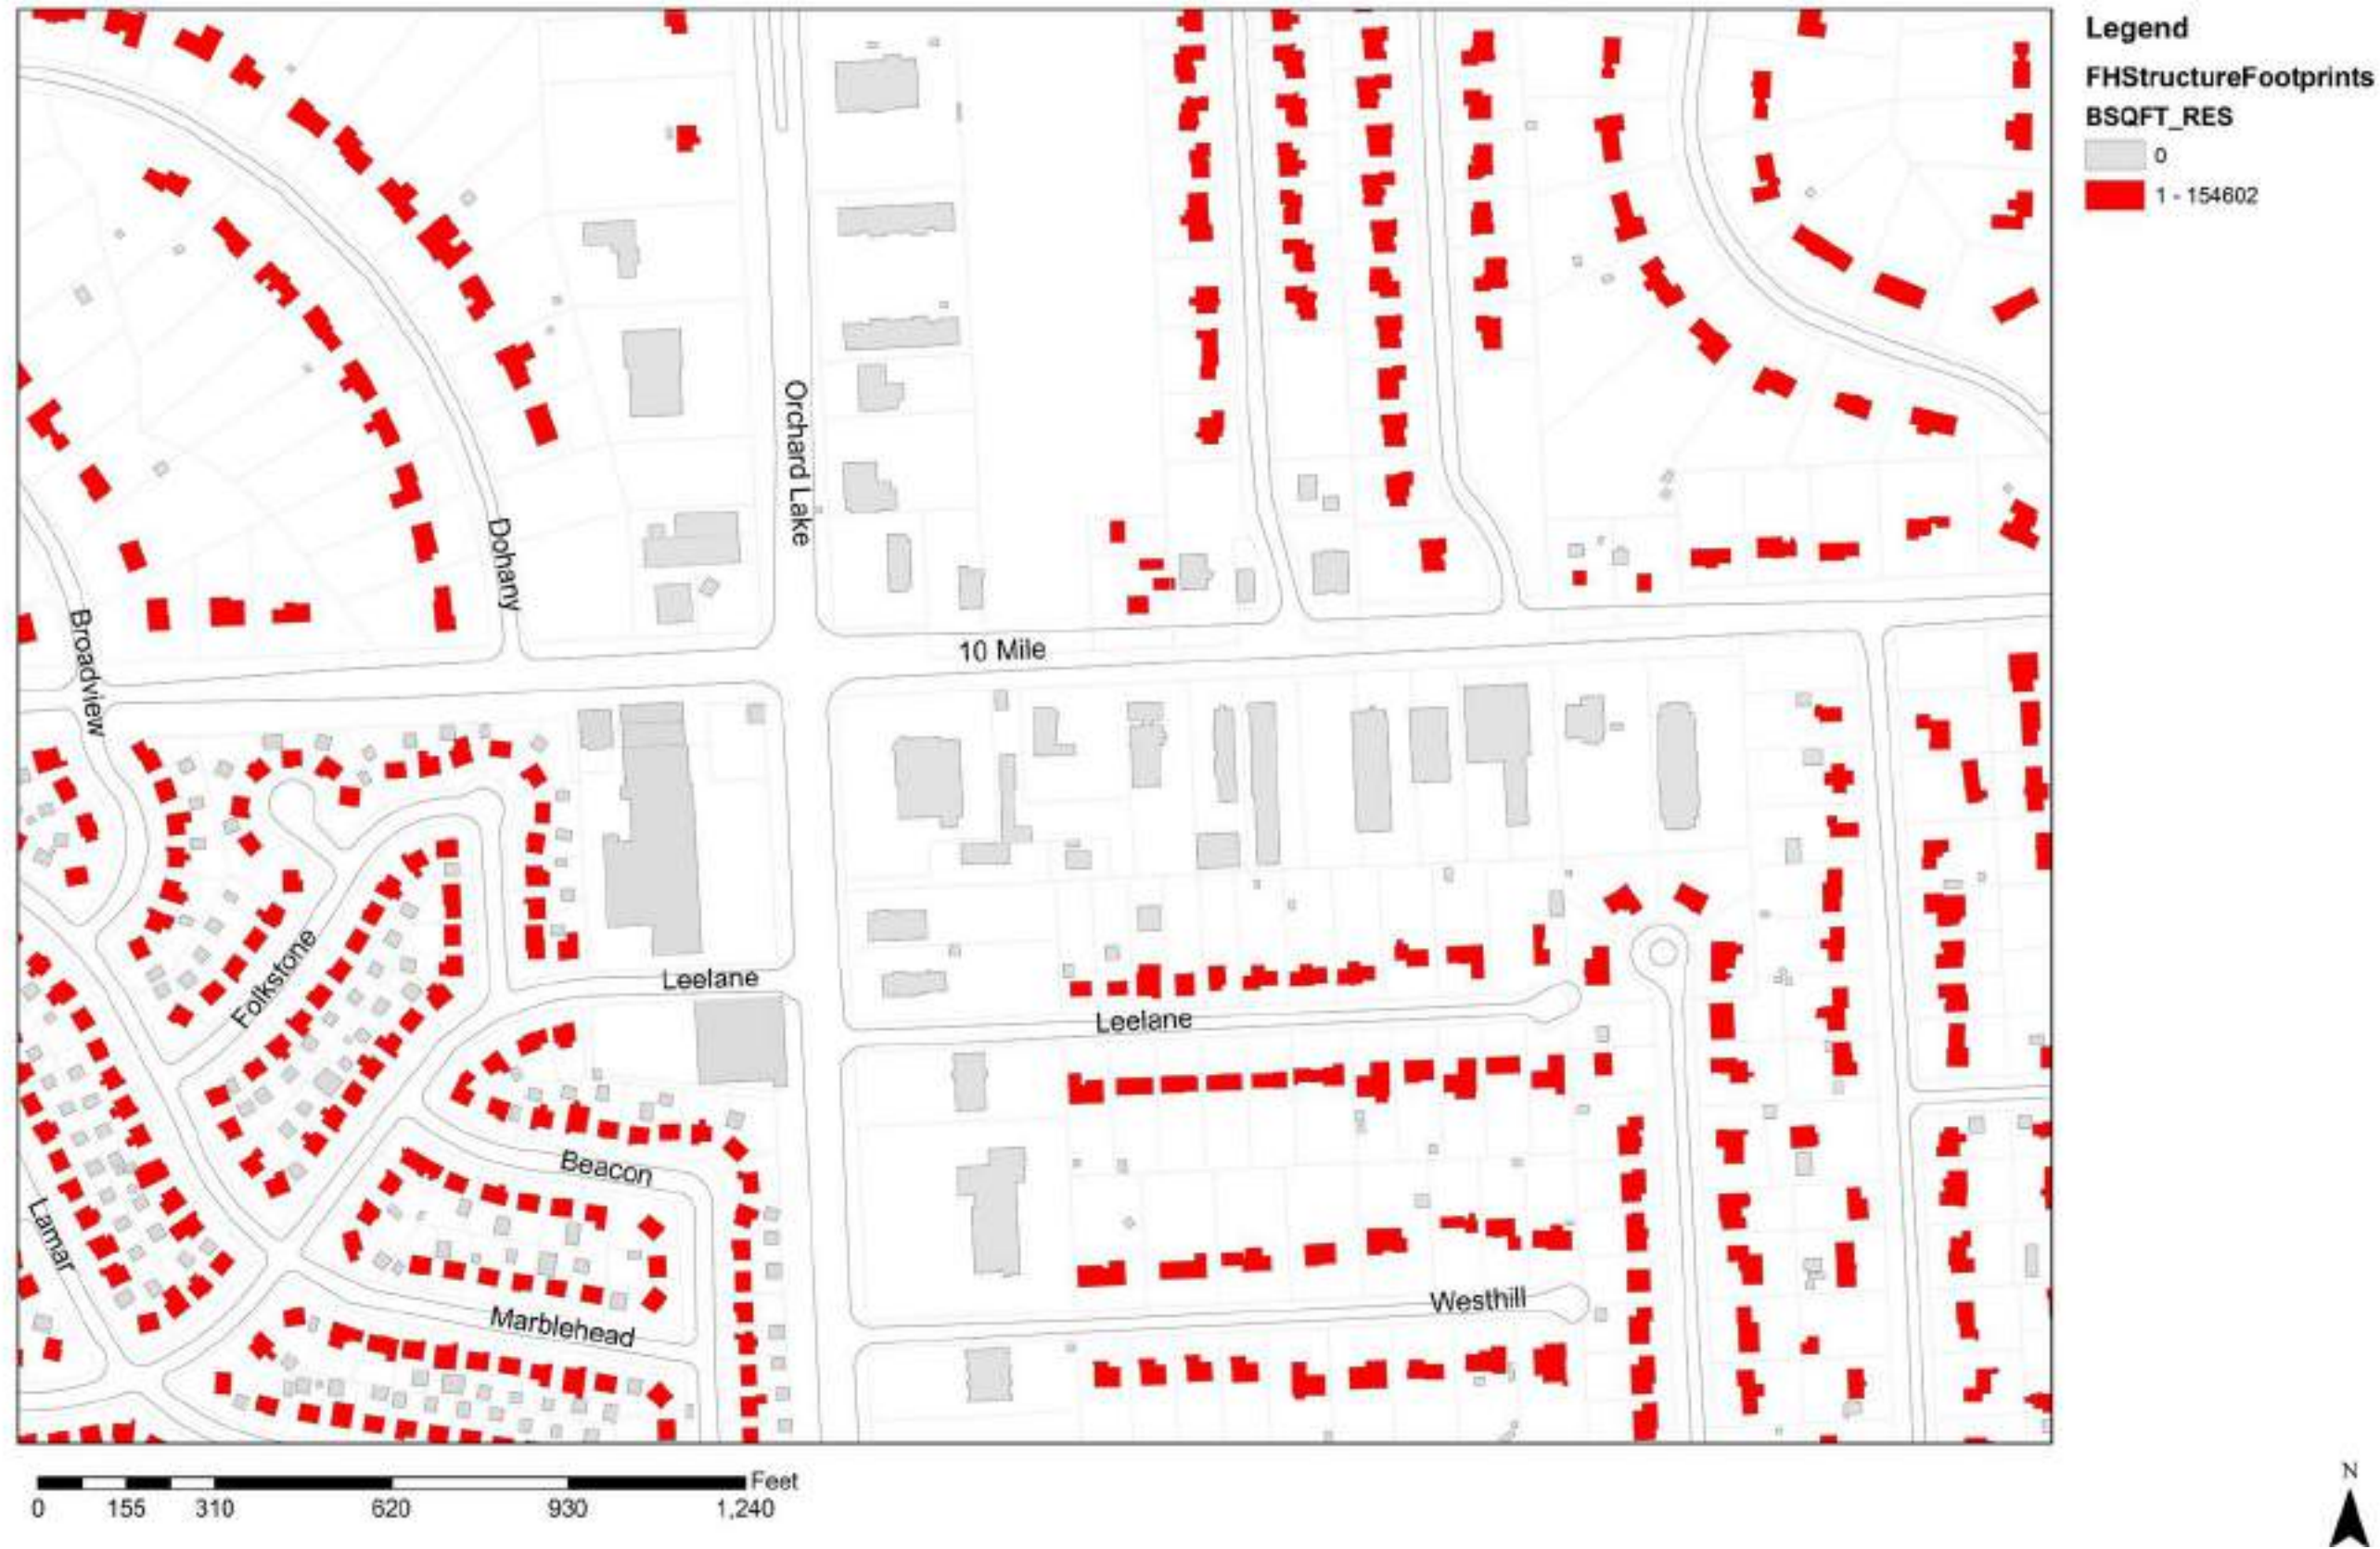 Legend
FHStructureFootprints
BSQFT_RES
0
1 - 154602
Orchard Lake
Dohany
Broadview
10 Mile
Folkstone
Leelane
Leelane
Beacon
Lamar
Westhill
Marblehead
Feet
0 155 310 620 930 1,240
N